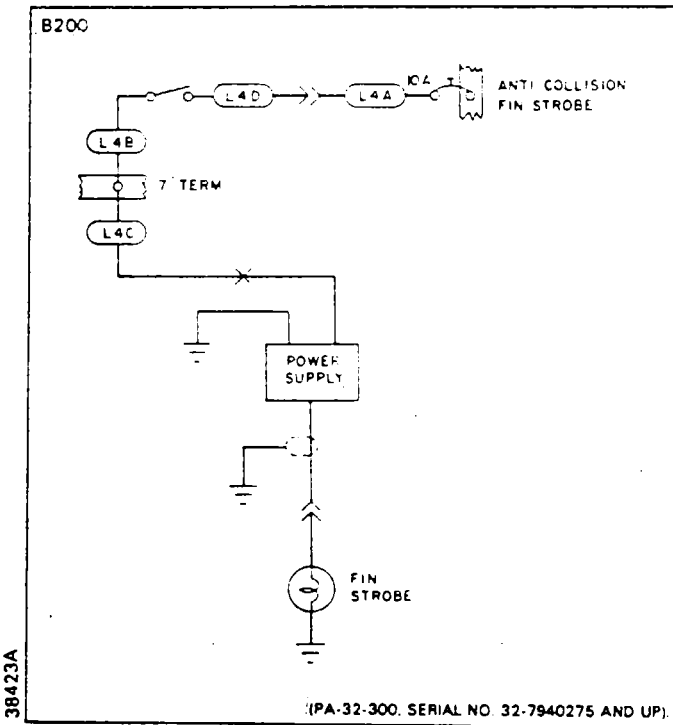 B200
L4D
L4A
10A
ANTI COLLISION
FIN STROBE
L4B
7 TERM
L4C
POWER
SUPPLY
FIN
STROBE
38423A
(PA-32-300. SERIAL NO. 32-7940275 AND UP).